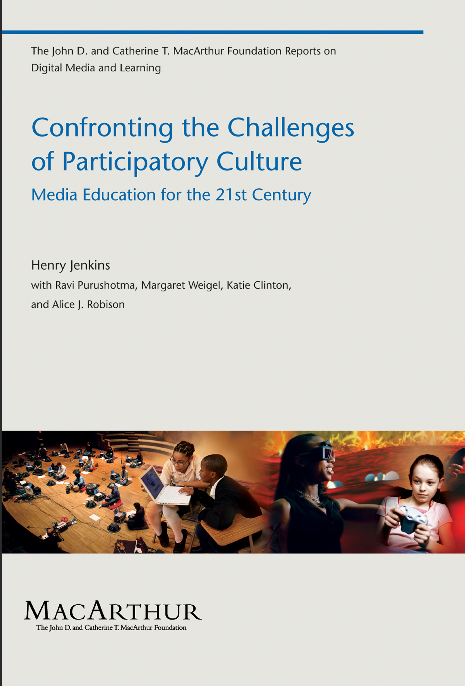 The John D. and Catherine T. MacArthur Foundation Reports on
Digital Media and Learning
Confronting the Challenges
of Participatory Culture
Media Education for the 21st Century
Henry Jenkins
with Ravi Purushotma, Margaret Weigel, Katie Clinton,
and Alice J. Robison
MACARTHUR
The John D. and Catherine T. MacArthur Foundation